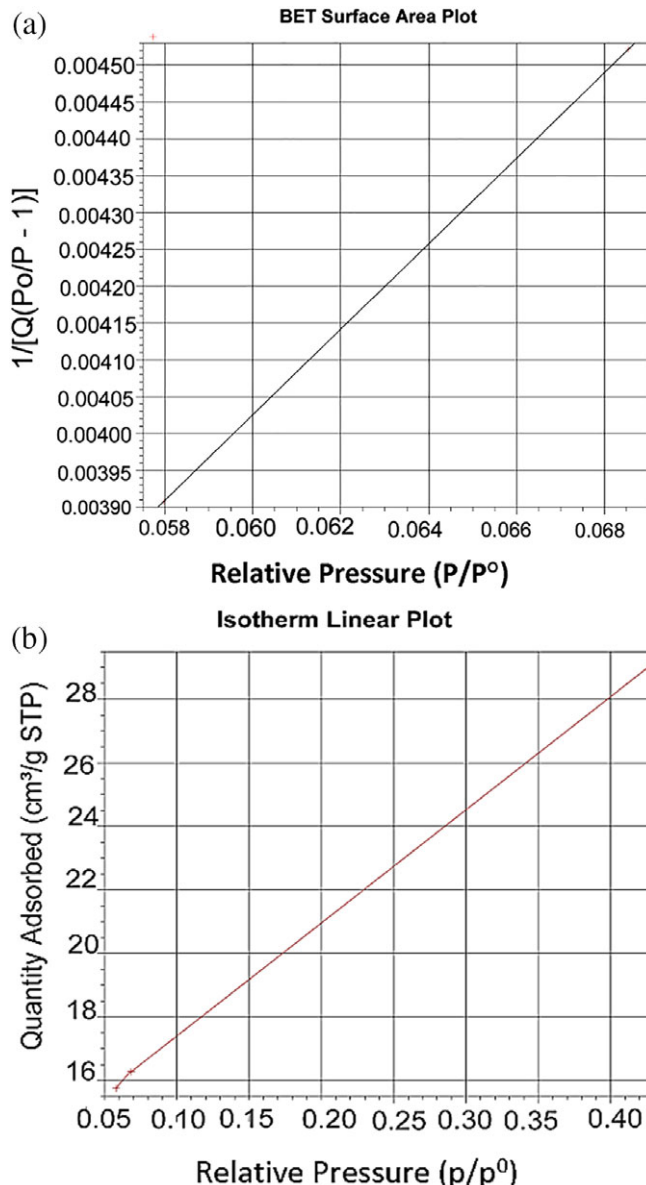 (a)
BET Surface Area Plot
1/[Q(Po/P - 1)]
0.00450
0.00445
0.00440
0.00435
0.00430
0.00425
0.00420
0.00415
0.00410
0.00405
0.00400
0.00395
0.00390
0.058 0.060 0.062 0.064 0.066 0.068
Relative Pressure (P/P°)
(b)
Isotherm Linear Plot
Quantity Adsorbed (cm³/g STP)
28
26
24
22
20
18
16
0.05 0.10 0.15 0.20 0.25 0.30 0.35 0.40
Relative Pressure (p/p⁰)